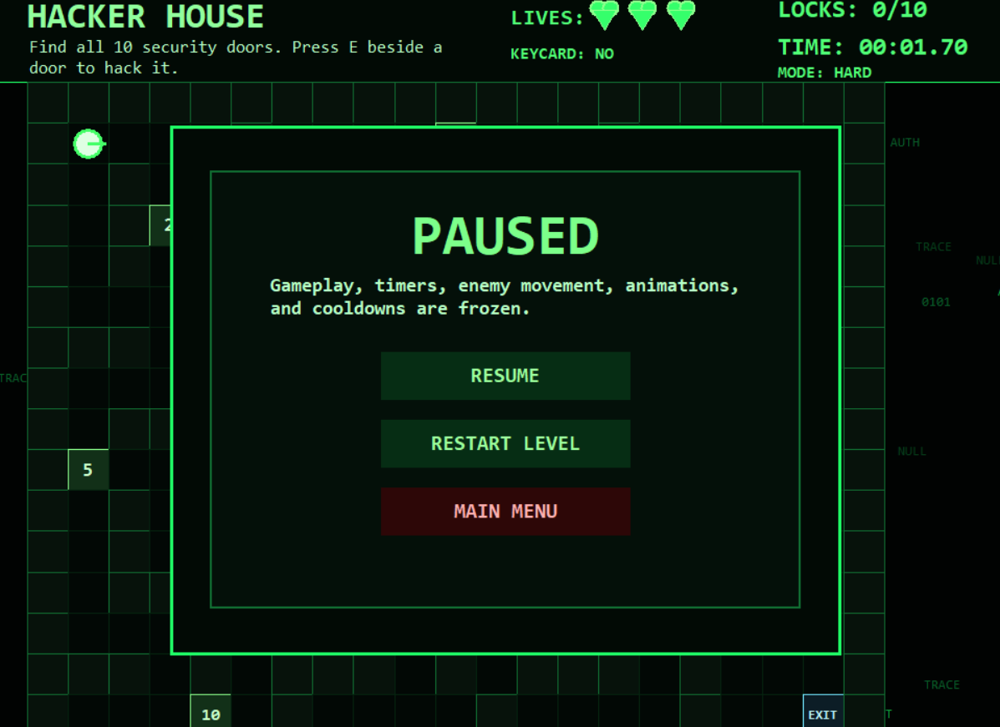 HACKER HOUSE
Find all 10 security doors. Press E beside a
door to hack it.
LIVES:
KEYCARD: NO
LOCKS: 0/10
TIME: 00:01.70
MODE: HARD
AUTH
2
TRACE
0101
PAUSED
Gameplay, timers, enemy movement, animations,
and cooldowns are frozen.
RESUME
RESTART LEVEL
MAIN MENU
5
NULL
TRACE
10
EXIT